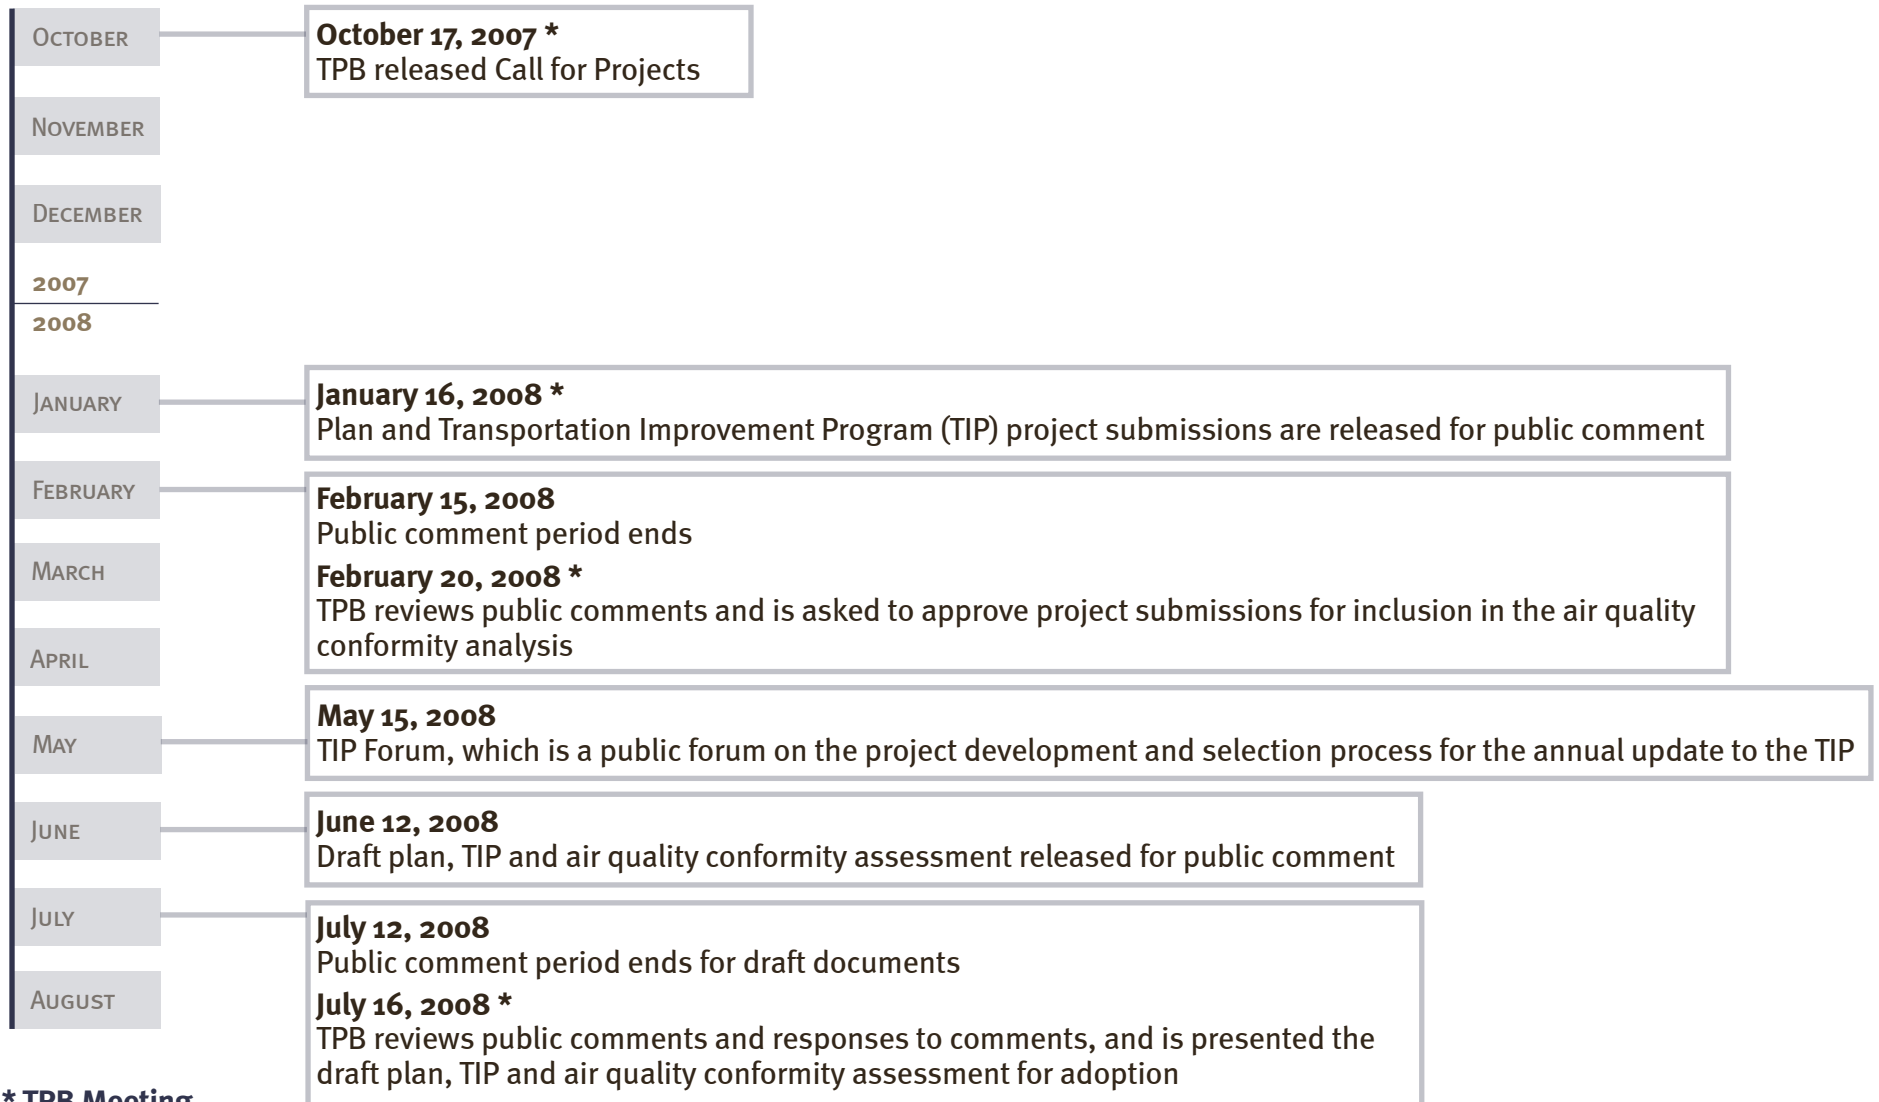 October
October 17, 2007 *
TPB released Call for Projects
November
December
2007
2008
January
January 16, 2008 *
Plan and Transportation Improvement Program (TIP) project submissions are released for public comment
February
February 15, 2008
Public comment period ends
March
February 20, 2008 *
TPB reviews public comments and is asked to approve project submissions for inclusion in the air quality
conformity analysis
April
May
May 15, 2008
TIP Forum, which is a public forum on the project development and selection process for the annual update to the TIP
June
June 12, 2008
Draft plan, TIP and air quality conformity assessment released for public comment
July
July 12, 2008
Public comment period ends for draft documents
August
July 16, 2008 *
TPB reviews public comments and responses to comments, and is presented the
draft plan, TIP and air quality conformity assessment for adoption
* TPB Meeting